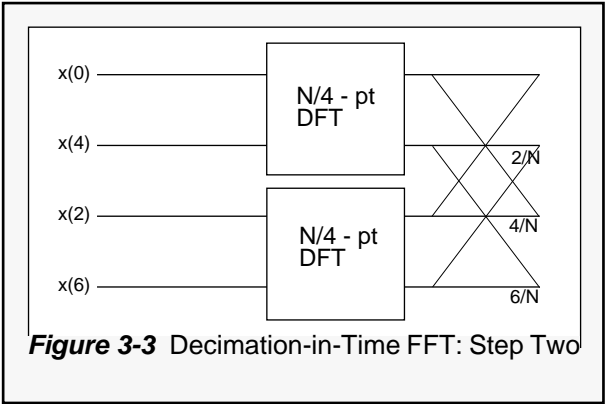 x(0)
N/4 - pt
DFT
x(4)
2/N
x(2)
4/N
N/4 - pt
DFT
x(6)
6/N
Figure 3-3 Decimation-in-Time FFT: Step Two